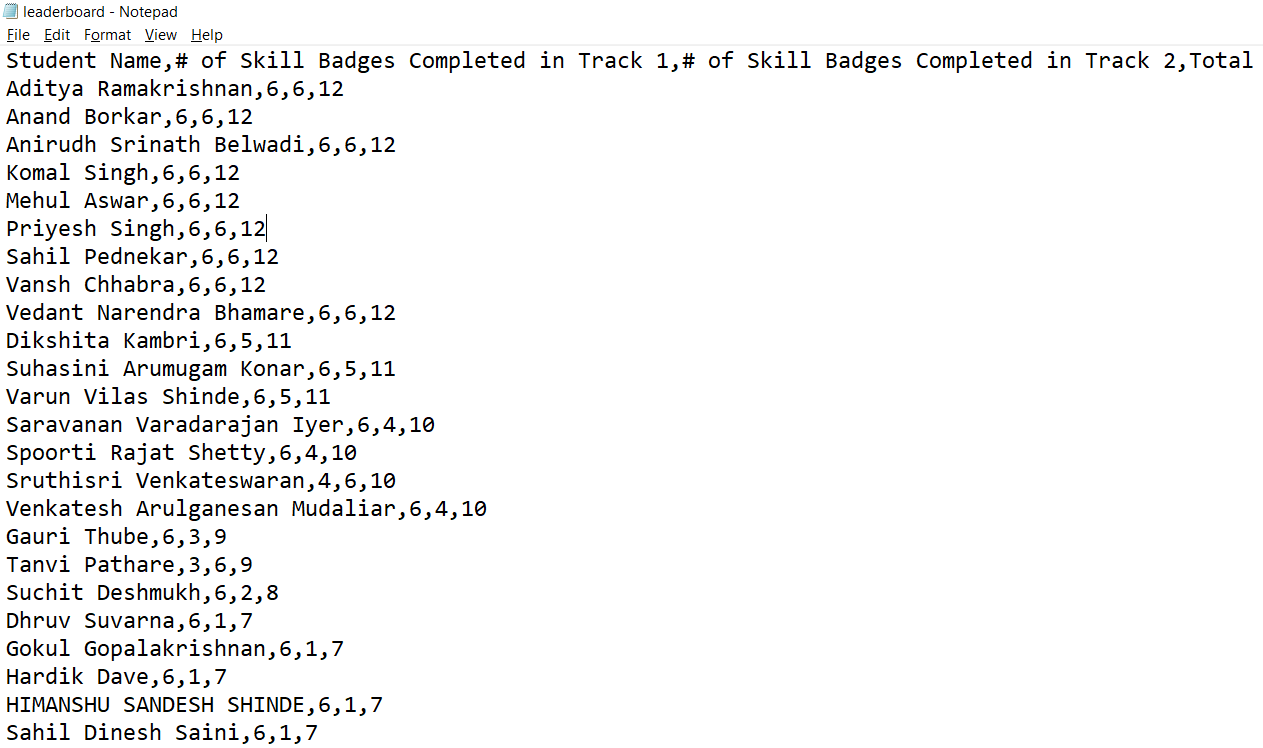 leaderboard - Notepad
File Edit Format View Help
Student Name,# of Skill Badges Completed in Track 1,# of Skill Badges Completed in Track 2,Total
Aditya Ramakrishnan,6,6,12
Anand Borkar,6,6,12
Anirudh Srinath Belwadi,6,6,12
Komal Singh,6,6,12
Mehul Aswar,6,6,12
Priyesh Singh,6,6,12
Sahil Pednekar,6,6,12
Vansh Chhabra,6,6,12
Vedant Narendra Bhamare,6,6,12
Dikshita Kambri,6,5,11
Suhasini Arumugam Konar,6,5,11
Varun Vilas Shinde,6,5,11
Saravanan Varadarajan Iyer,6,4,10
Spoorti Rajat Shetty,6,4,10
Sruthisri Venkateswaran,4,6,10
Venkatesh Arulganesan Mudaliar,6,4,10
Gauri Thube,6,3,9
Tanvi Pathare,3,6,9
Suchit Deshmukh,6,2,8
Dhruv Suvarna,6,1,7
Gokul Gopalakrishnan,6,1,7
Hardik Dave,6,1,7
HIMANSHU SANDESH SHINDE,6,1,7
Sahil Dinesh Saini,6,1,7